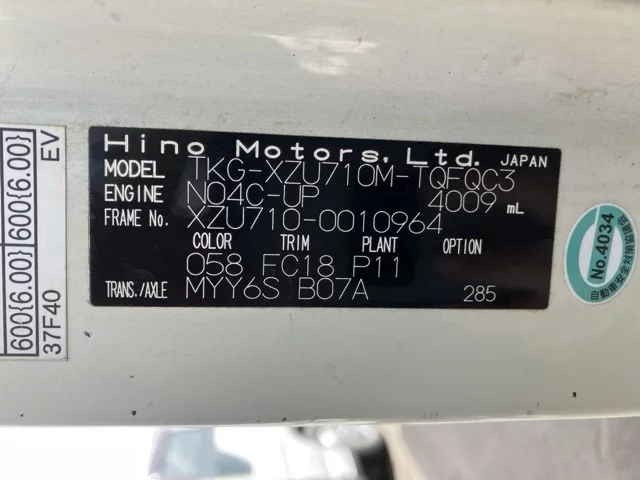 Hino Motors, Ltd. JAPAN
MODEL TKG-XZU710M-TQFQC3
ENGINE N04C-UP 4009 mL
FRAME No. XZU710-0010964
COLOR TRIM PLANT OPTION
058 FC18 P11
TRANS./AXLE MYY6S B07A 285
600{6.00} 600{6.00}
37F40 EV
No.4034